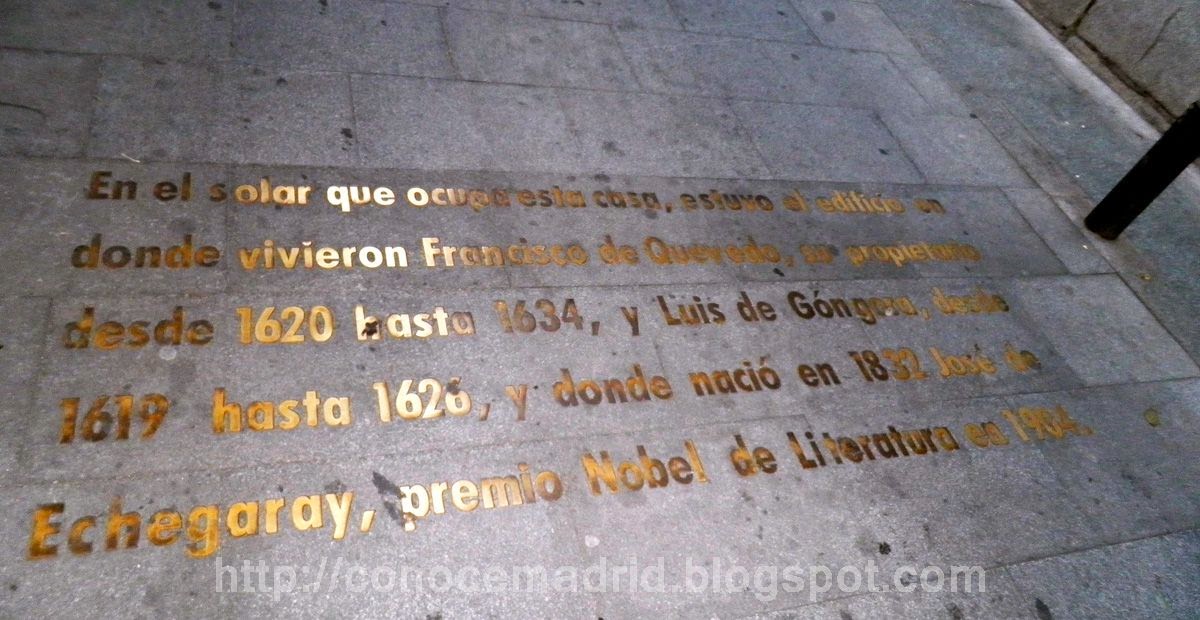 En el solar que ocupa esta casa, estuvo el edificio en
donde vivieron Francisco de Quevedo, su propietario
desde 1620 hasta 1634, y Luis de Góngora, desde
1619 hasta 1626, y donde nació en 1832 José de
Echegaray, premio Nobel de Literatura en 1904.
http://conocemadrid.blogspot.com